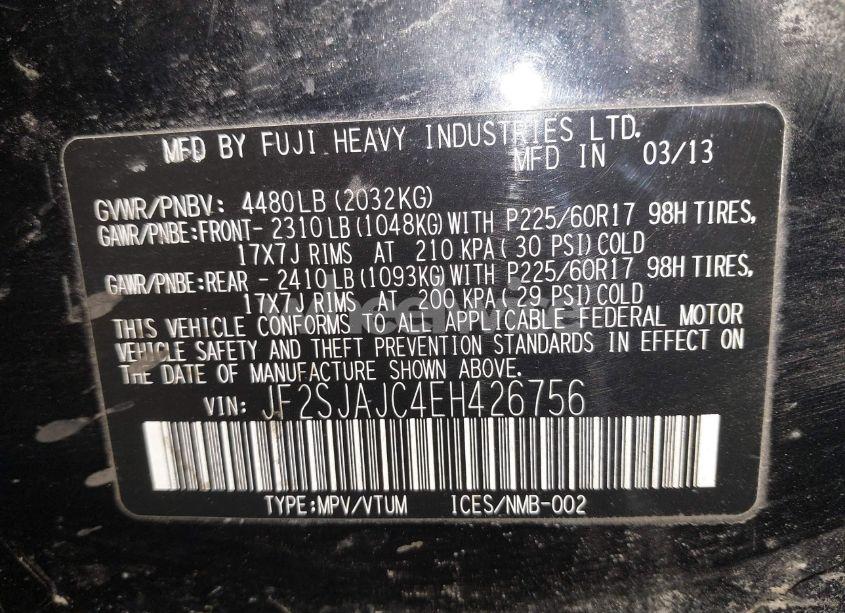 MFD BY FUJI HEAVY INDUSTRIES LTD.
MFD IN 03/13
GVWR/PNBV: 4480LB (2032KG)
GAWR/PNBE:FRONT- 2310LB (1048KG) WITH P225/60R17 98H TIRES,
17X7J RIMS AT 210 KPA (30 PSI) COLD
GAWR/PNBE:REAR - 2410LB (1093KG) WITH P225/60R17 98H TIRES,
17X7J RIMS AT 200 KPA (29 PSI) COLD
THIS VEHICLE CONFORMS TO ALL APPLICABLE FEDERAL MOTOR
VEHICLE SAFETY AND THEFT PREVENTION STANDARDS IN EFFECT ON
THE DATE OF MANUFACTURE SHOWN ABOVE.
VIN: JF2SJAJC4EH426756
TYPE:MPV/VTUM ICES/NMB-002